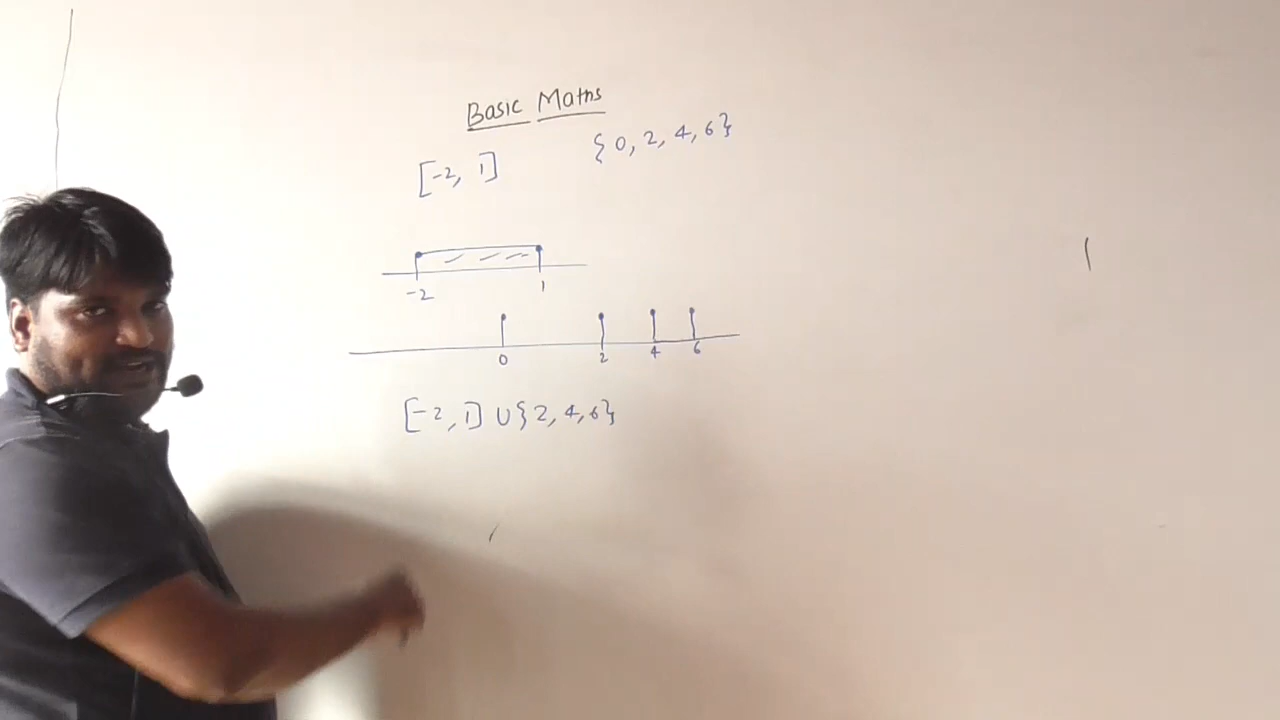 Basic Maths
[-2, 1] {0, 2, 4, 6}
-2 1
0 2 4 6
[-2, 1] ∪ {2, 4, 6}